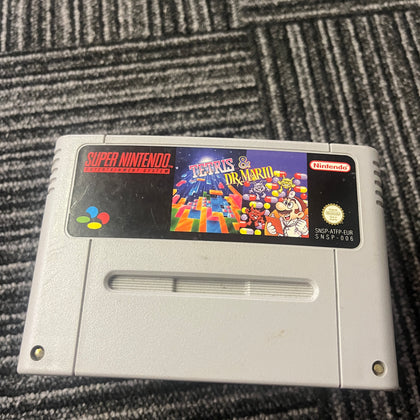 SUPER NINTENDO
ENTERTAINMENT SYSTEM
TETRIS &
DR. MARIO
Nintendo
SNSP-ATFP-EUR
SNSP-006